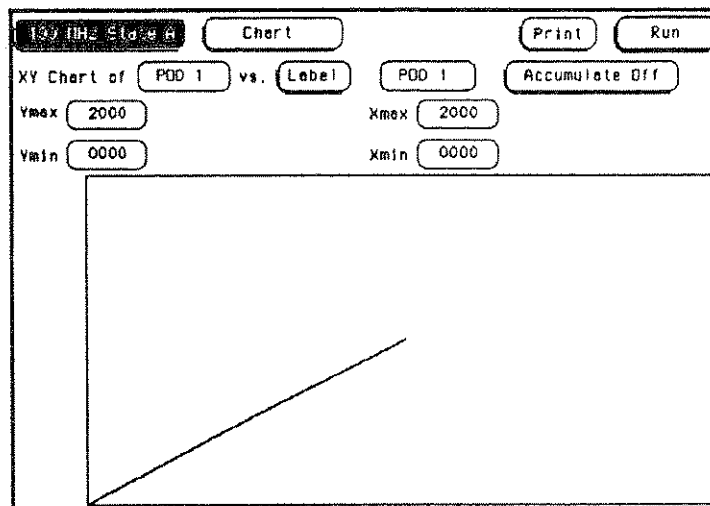 Chart Print Run
XY Chart of POD 1 vs. Label POD 1 Accumulate Off
Ymax 2000 Xmax 2000
Ymin 0000 Xmin 0000